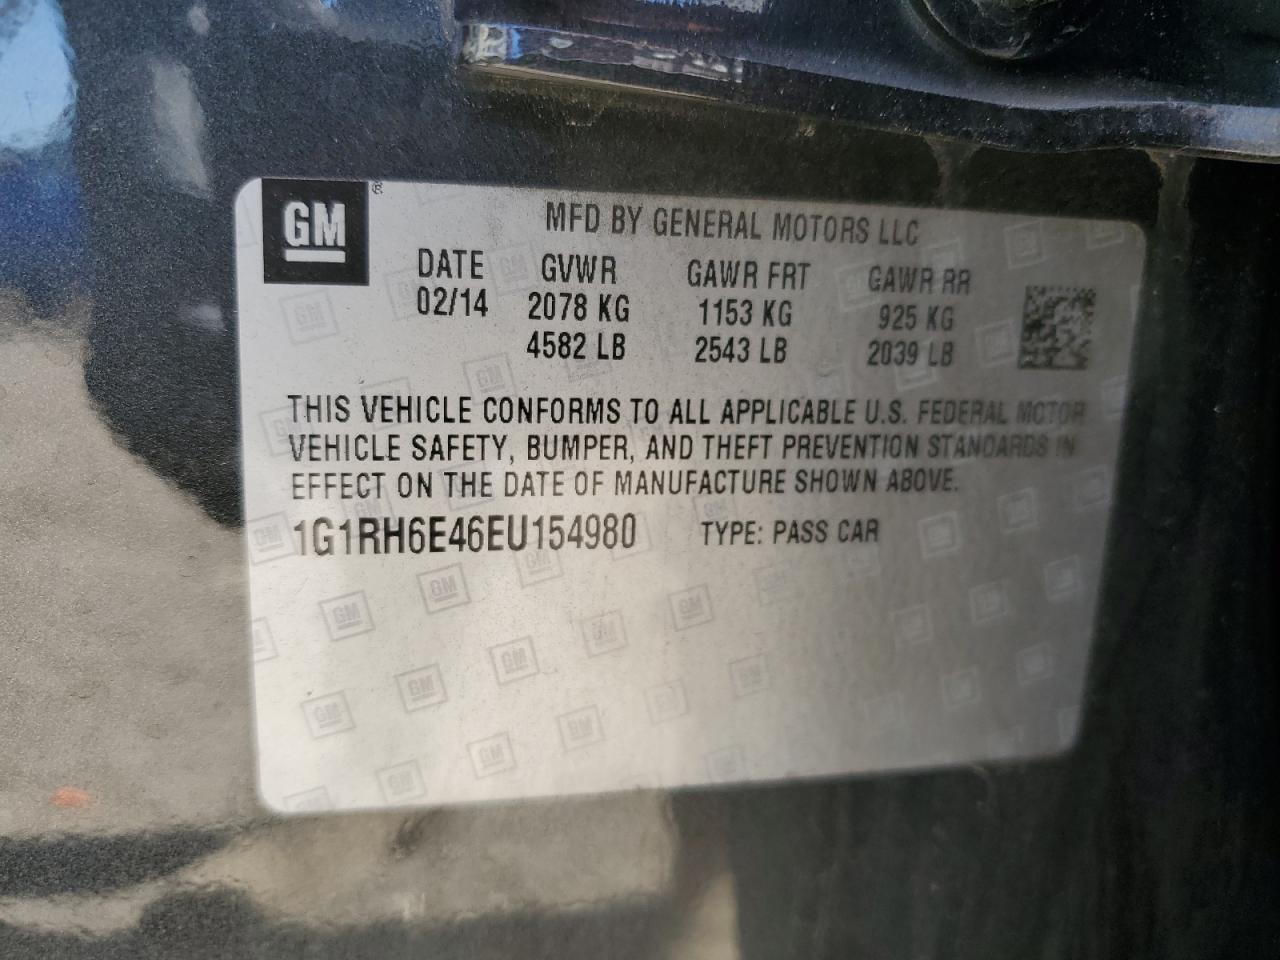 GM ®
MFD BY GENERAL MOTORS LLC
DATE GVWR GAWR FRT GAWR RR
02/14 2078 KG 1153 KG 925 KG
4582 LB 2543 LB 2039 LB
THIS VEHICLE CONFORMS TO ALL APPLICABLE U.S. FEDERAL MOTOR
VEHICLE SAFETY, BUMPER, AND THEFT PREVENTION STANDARDS IN
EFFECT ON THE DATE OF MANUFACTURE SHOWN ABOVE.
1G1RH6E46EU154980 TYPE: PASS CAR